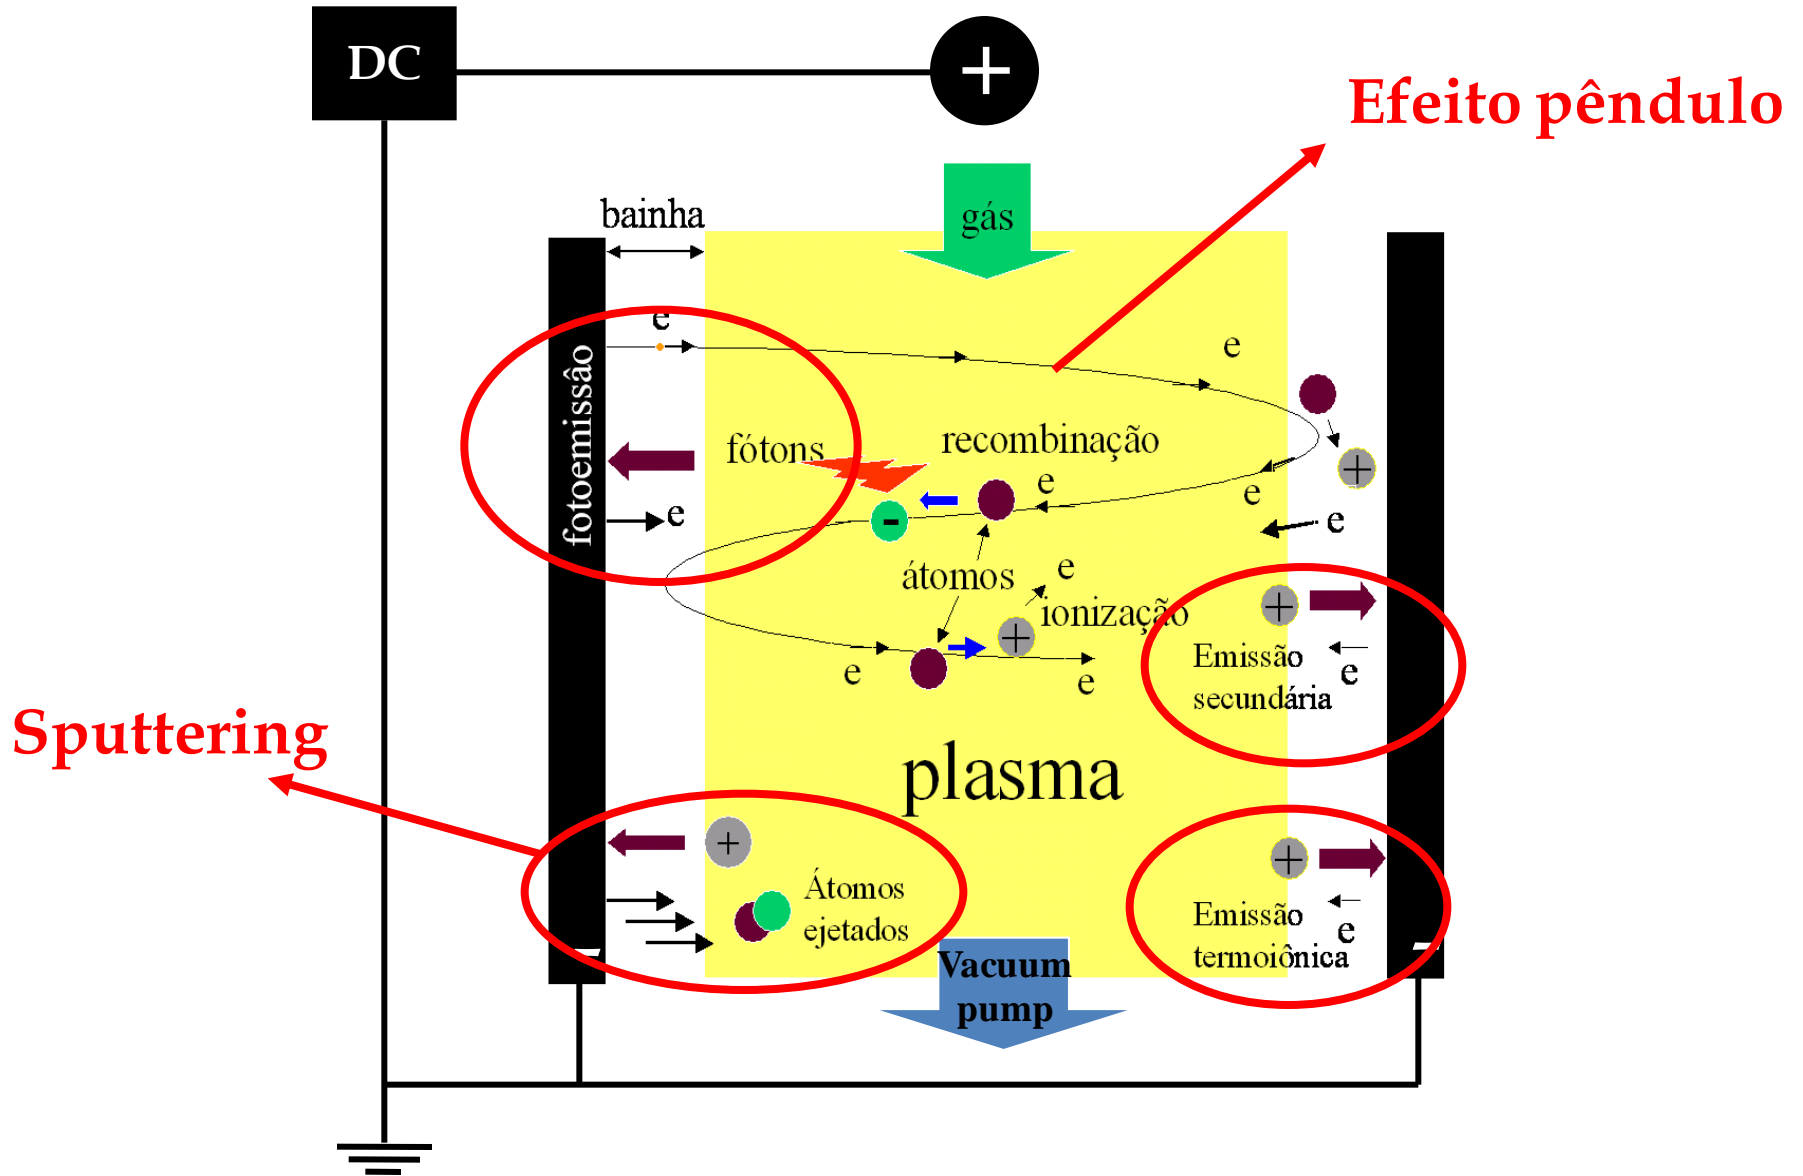 DC
+
Efeito pêndulo
gás
bainha
e
e
fotoemissâo
fótons
recombinação
e
e
+
e
-
e
átomos
e
ionização
+
+
e
e
Emissão
secundária
e
Sputtering
plasma
+
+
Átomos
ejetados
Emissão
termoiônica
e
Vacuum
pump